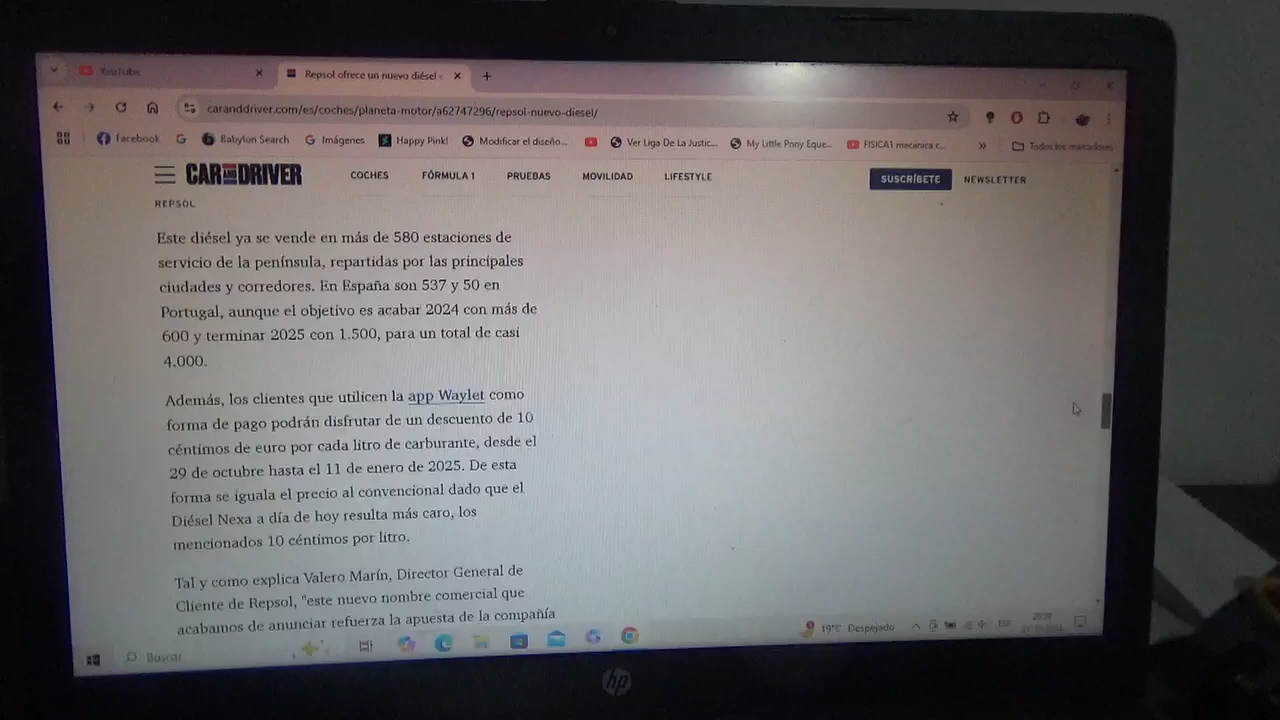 YouTube
Repsol ofrece un nuevo diésel
caranddriver.com/es/coches/planeta-motor/a62747296/repsol-nuevo-diesel/
Facebook Babylon Search Imágenes Happy Pink! Modificar el diseño... Ver Liga De La Justic... My Little Pony Eque... FISICA1 mecanica c... » Todos los marcadores
CAR AND DRIVER COCHES FÓRMULA 1 PRUEBAS MOVILIDAD LIFESTYLE SUSCRÍBETE NEWSLETTER
REPSOL
Este diésel ya se vende en más de 580 estaciones de
servicio de la península, repartidas por las principales
ciudades y corredores. En España son 537 y 50 en
Portugal, aunque el objetivo es acabar 2024 con más de
600 y terminar 2025 con 1.500, para un total de casi
4.000.
Además, los clientes que utilicen la app Waylet como
forma de pago podrán disfrutar de un descuento de 10
céntimos de euro por cada litro de carburante, desde el
29 de octubre hasta el 11 de enero de 2025. De esta
forma se iguala el precio al convencional dado que el
Diésel Nexa a día de hoy resulta más caro, los
mencionados 10 céntimos por litro.
Tal y como explica Valero Marín, Director General de
Cliente de Repsol, "este nuevo nombre comercial que
acabamos de anunciar refuerza la apuesta de la compañía
Buscar
19°C Despejado
ESP
hp